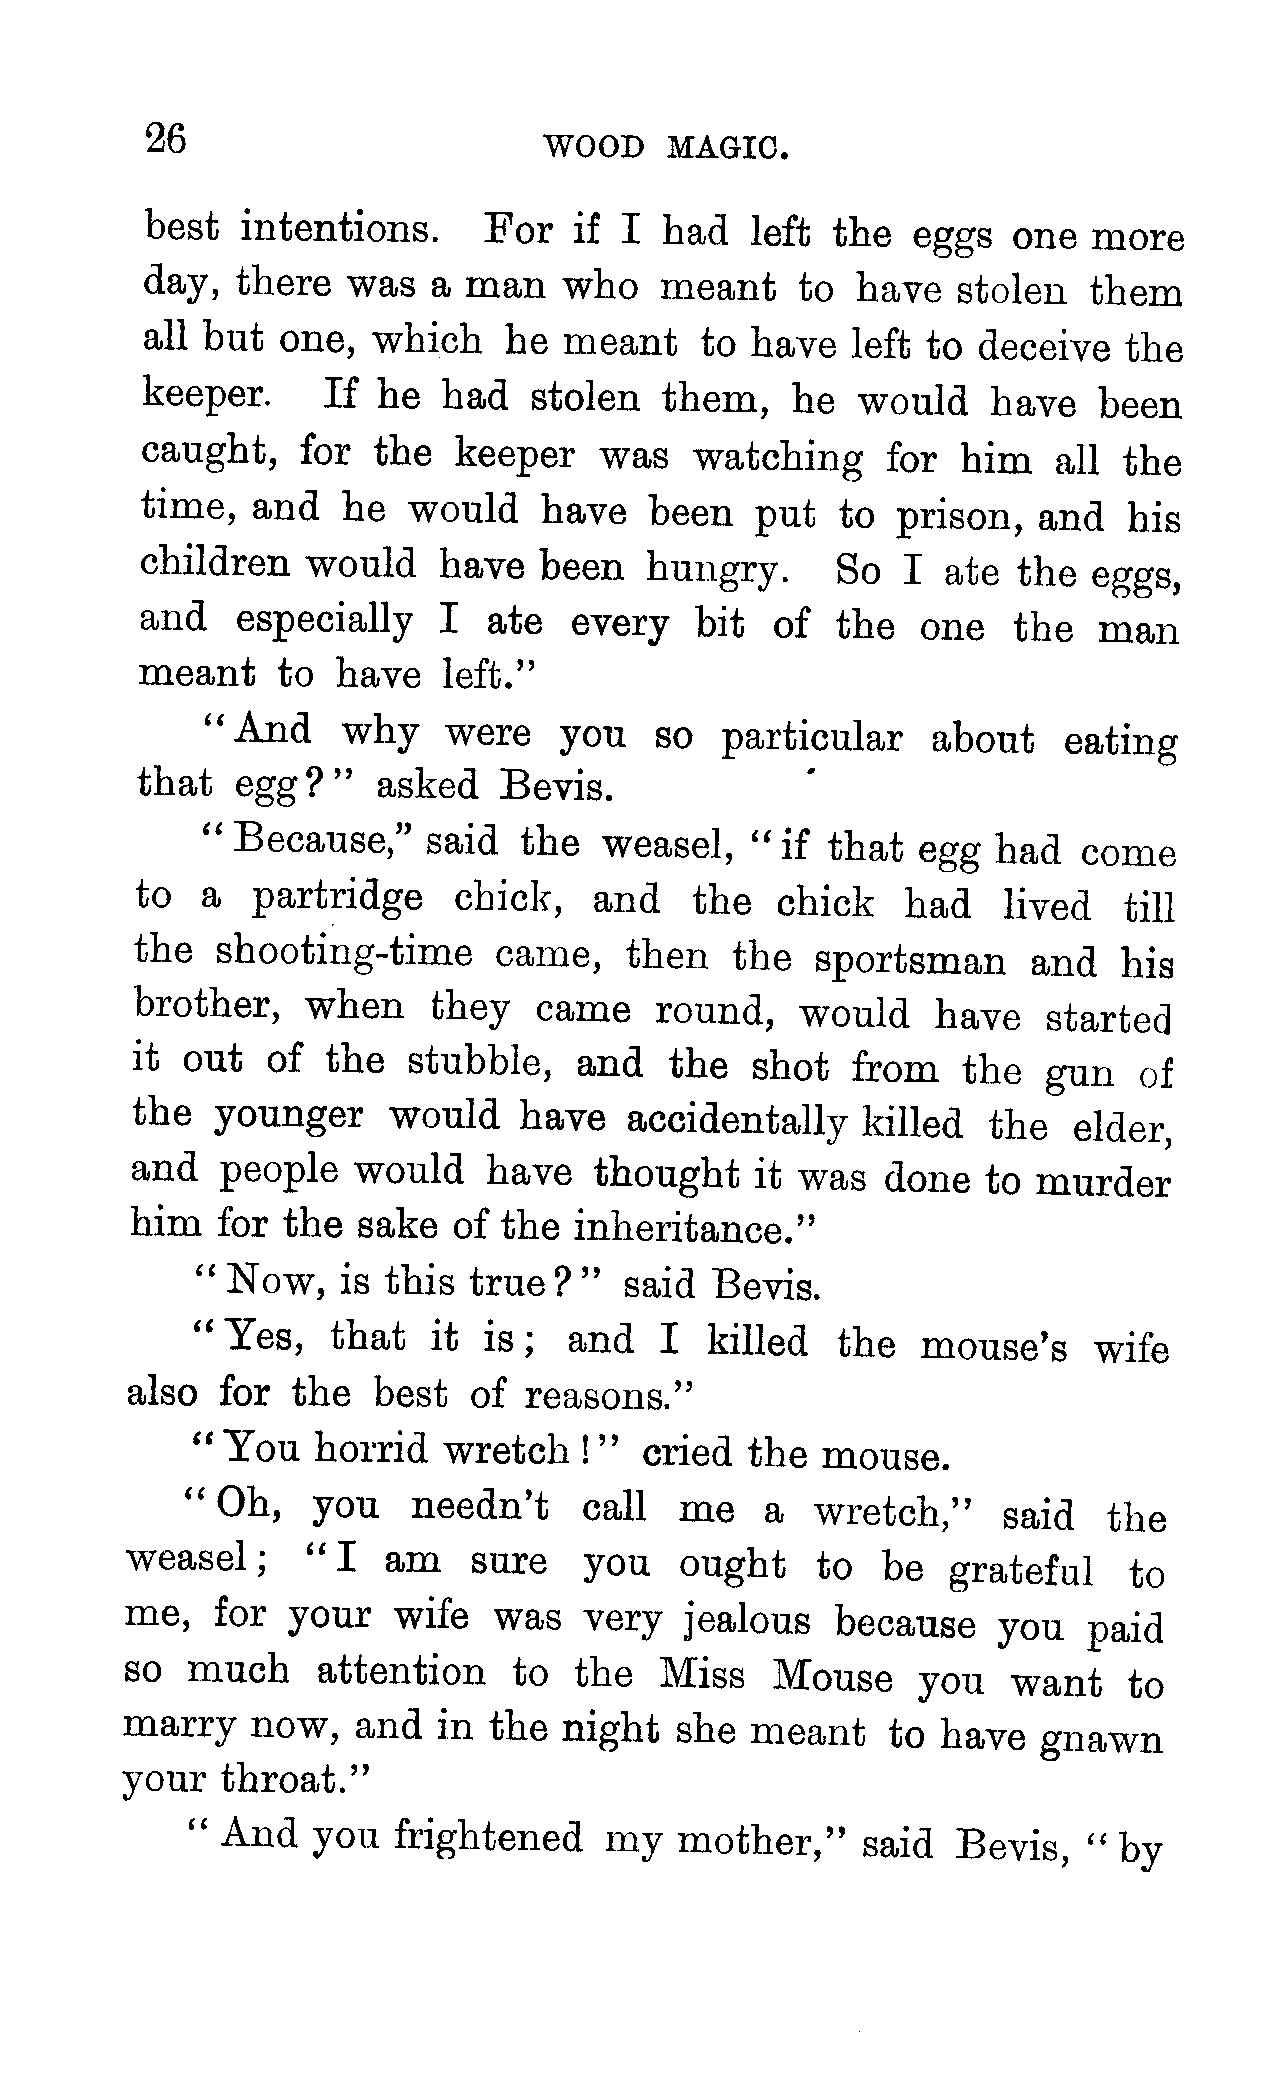 26 WOOD MAGIC.
best intentions. For if I had left the eggs one more
day, there was a man who meant to have stolen them
all but one, which he meant to have left to deceive the
keeper. If he had stolen them, he would have been
caught, for the keeper was watching for him all the
time, and he would have been put to prison, and his
children would have been hungry. So I ate the eggs,
and especially I ate every bit of the one the man
meant to have left."
"And why were you so particular about eating
that egg?" asked Bevis.
"Because," said the weasel, "if that egg had come
to a partridge chick, and the chick had lived till
the shooting-time came, then the sportsman and his
brother, when they came round, would have started
it out of the stubble, and the shot from the gun of
the younger would have accidentally killed the elder,
and people would have thought it was done to murder
him for the sake of the inheritance."
"Now, is this true?" said Bevis.
"Yes, that it is; and I killed the mouse's wife
also for the best of reasons."
"You horrid wretch!" cried the mouse.
"Oh, you needn't call me a wretch," said the
weasel; "I am sure you ought to be grateful to
me, for your wife was very jealous because you paid
so much attention to the Miss Mouse you want to
marry now, and in the night she meant to have gnawn
your throat."
"And you frightened my mother," said Bevis, "by